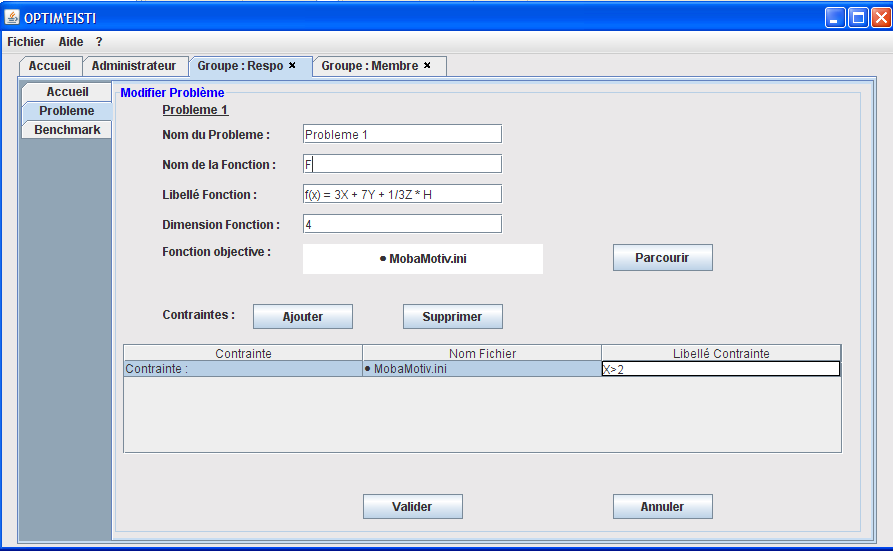 OPTIM'EISTI
Fichier Aide ?
Accueil Administrateur Groupe : Respo × Groupe : Membre ×
Accueil
Probleme
Benchmark
Modifier Problème
Probleme 1
Nom du Probleme : Probleme 1
Nom de la Fonction : F
Libellé Fonction : f(x) = 3X + 7Y + 1/3Z * H
Dimension Fonction : 4
Fonction objective : • MobaMotiv.ini Parcourir
Contraintes : Ajouter Supprimer
Contrainte Nom Fichier Libellé Contrainte
Contrainte : • MobaMotiv.ini X>2
Valider Annuler